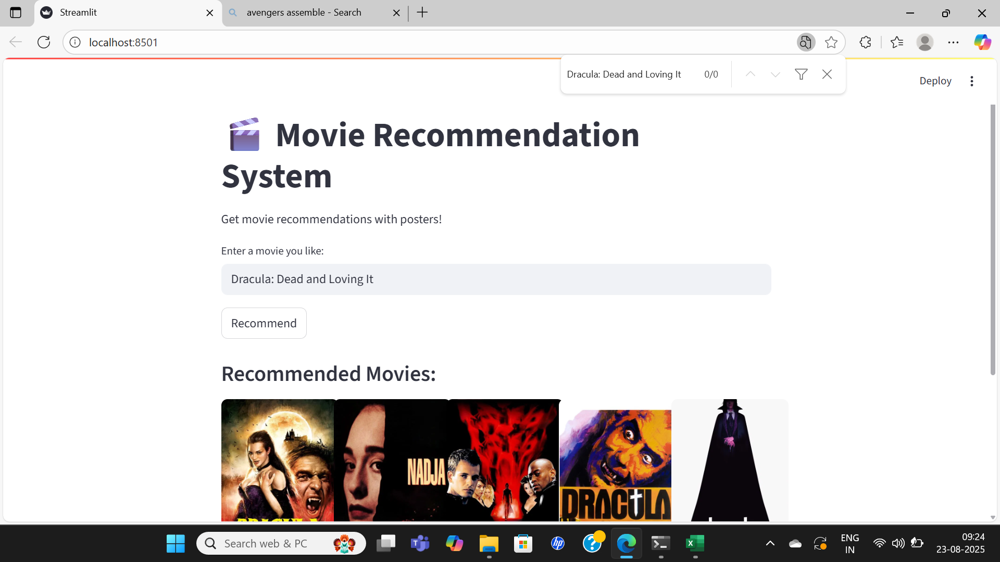 Streamlit
avengers assemble - Search
localhost:8501
Dracula: Dead and Loving It 0/0
Deploy
Movie Recommendation
System
Get movie recommendations with posters!
Enter a movie you like:
Dracula: Dead and Loving It
Recommend
Recommended Movies:
NADJA
DRACULA
Search web & PC
ENG
IN
09:24
23-08-2025